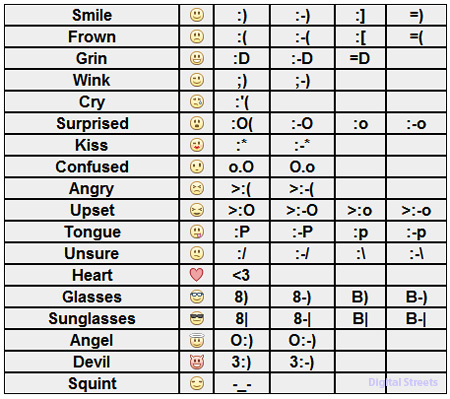 Smile :) :-) :] =)
Frown :( :-( :[ =(
Grin :D :-D =D
Wink ;) ;-)
Cry :'(
Surprised :O( :-O :o :-o
Kiss :* :-*
Confused o.O O.o
Angry >:( >:-(
Upset >:O >:-O >:o >:-o
Tongue :P :-P :p :-p
Unsure :/ :-/ :\ :-\
Heart <3
Glasses 8) 8-) B) B-)
Sunglasses 8| 8-| B| B-|
Angel O:) O:-)
Devil 3:) 3:-)
Squint -_-
Digital Streets